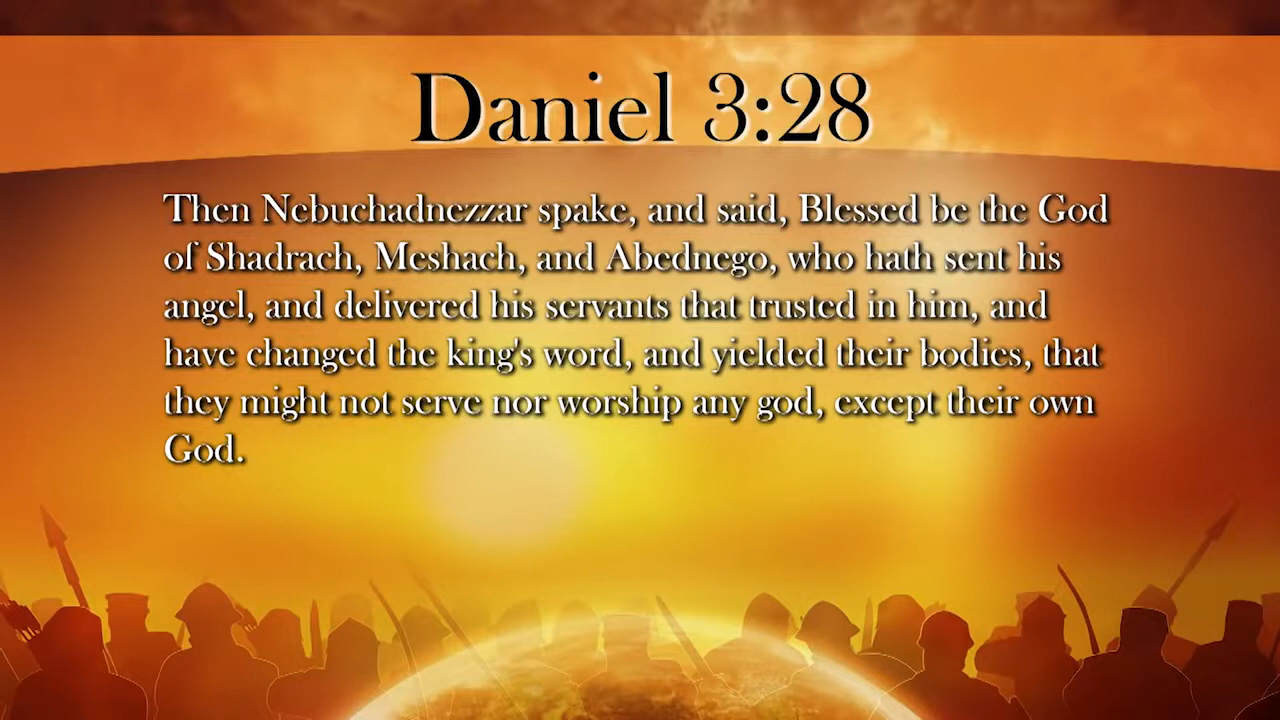 Daniel 3:28
Then Nebuchadnezzar spake, and said, Blessed be the God
of Shadrach, Meshach, and Abednego, who hath sent his
angel, and delivered his servants that trusted in him, and
have changed the king's word, and yielded their bodies, that
they might not serve nor worship any god, except their own
God.